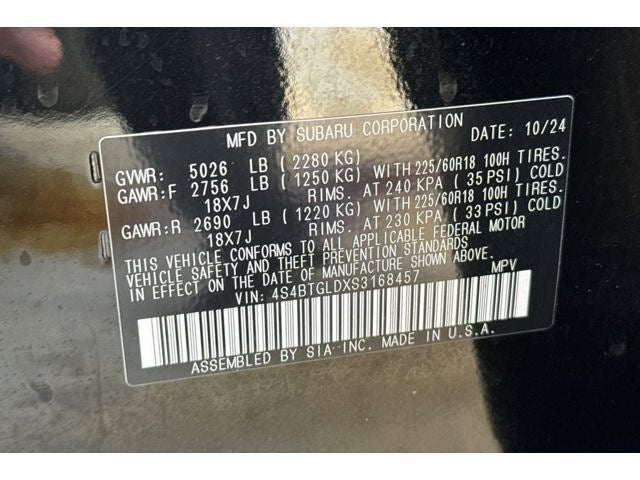 MFD BY SUBARU CORPORATION DATE: 10/24
GVWR: 5026 LB (2280 KG)
GAWR:F 2756 LB (1250 KG) WITH 225/60R18 100H TIRES.
18X7J RIMS. AT 240 KPA (35 PSI) COLD
GAWR:R 2690 LB (1220 KG) WITH 225/60R18 100H TIRES.
18X7J RIMS. AT 230 KPA (33 PSI) COLD
THIS VEHICLE CONFORMS TO ALL APPLICABLE FEDERAL MOTOR
VEHICLE SAFETY AND THEFT PREVENTION STANDARDS
IN EFFECT ON THE DATE OF MANUFACTURE SHOWN ABOVE.
VIN: 4S4BTGLDXS3168457 MPV
ASSEMBLED BY SIA INC. MADE IN U.S.A.